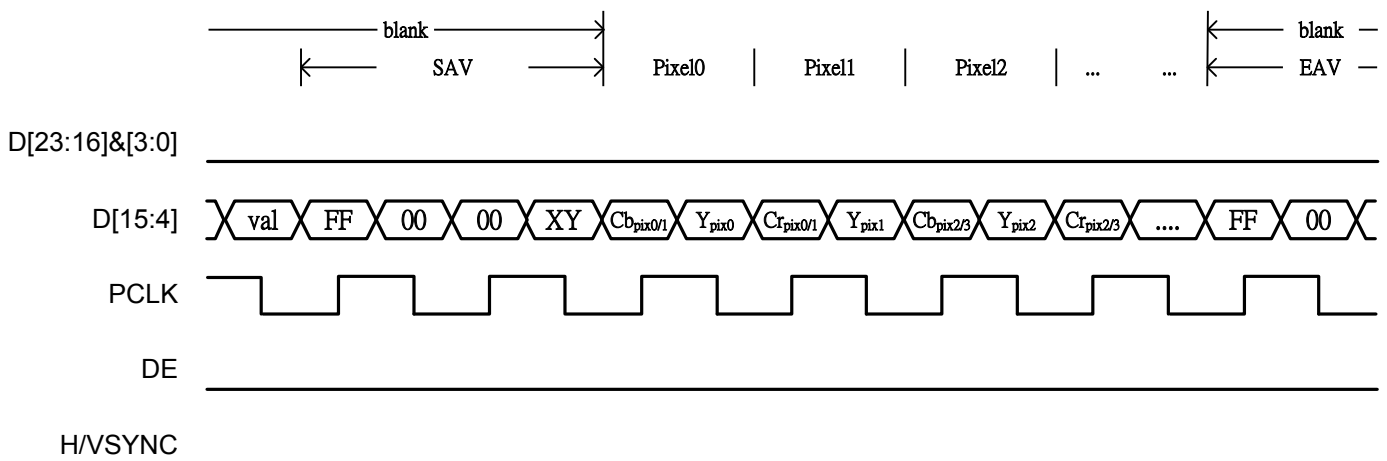 blank blank
SAV Pixel0 Pixel1 Pixel2 ... ... EAV
D[23:16]&[3:0]
D[15:4] val FF 00 00 XY Cbpix0/1 Ypix0 Crpix0/1 Ypix1 Cbpix2/3 Ypix2 Crpix2/3 .... FF 00
PCLK
DE
H/VSYNC